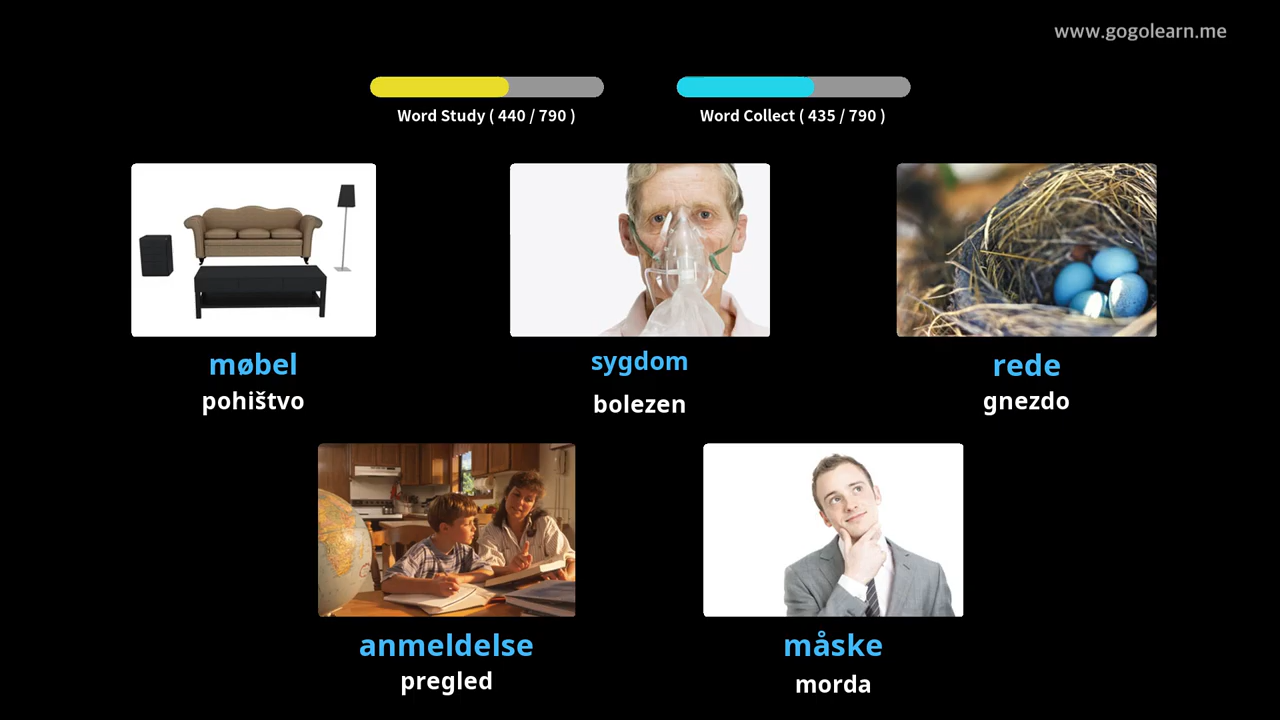 www.gogolearn.me
Word Study ( 440 / 790 )
Word Collect ( 435 / 790 )
møbel
pohištvo
sygdom
bolezen
rede
gnezdo
anmeldelse
pregled
måske
morda